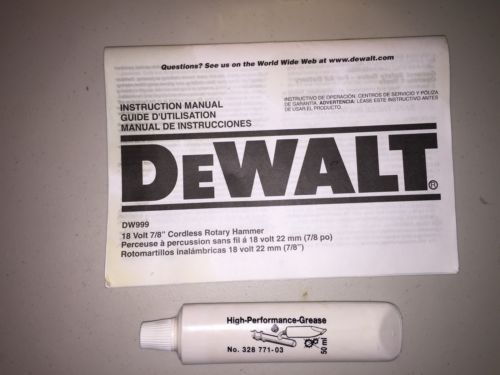 Questions? See us on the World Wide Web at www.dewalt.com
INSTRUCTION MANUAL
GUIDE D'UTILISATION
MANUAL DE INSTRUCCIONES
INSTRUCTIVO DE OPERACIÓN, CENTROS DE SERVICIO Y PÓLIZA
DE GARANTÍA. ADVERTENCIA: LÉASE ESTE INSTRUCTIVO ANTES
DE USAR EL PRODUCTO.
DEWALT®
DW999
18 Volt 7/8" Cordless Rotary Hammer
Perceuse à percussion sans fil á 18 volt 22 mm (7/8 po)
Rotomartillos inalámbricas 18 volt 22 mm (7/8")
High-Performance-Grease
No. 328 771-03
50 ml